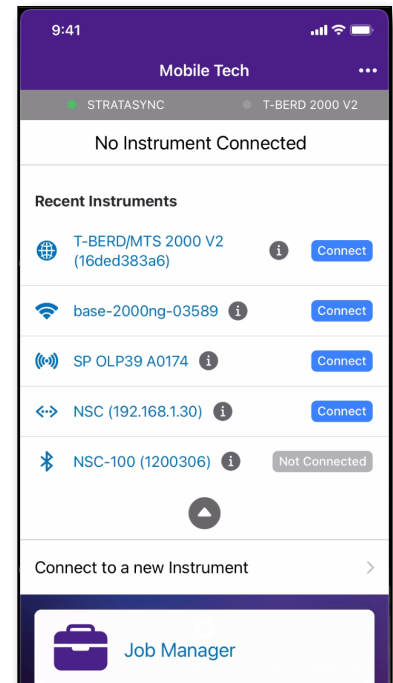 9:41
Mobile Tech
STRATASYNC
T-BERD 2000 V2
No Instrument Connected
Recent Instruments
T-BERD/MTS 2000 V2
(16ded383a6)
Connect
base-2000ng-03589
Connect
SP OLP39 A0174
Connect
NSC (192.168.1.30)
Connect
NSC-100 (1200306)
Not Connected
Connect to a new Instrument
Job Manager